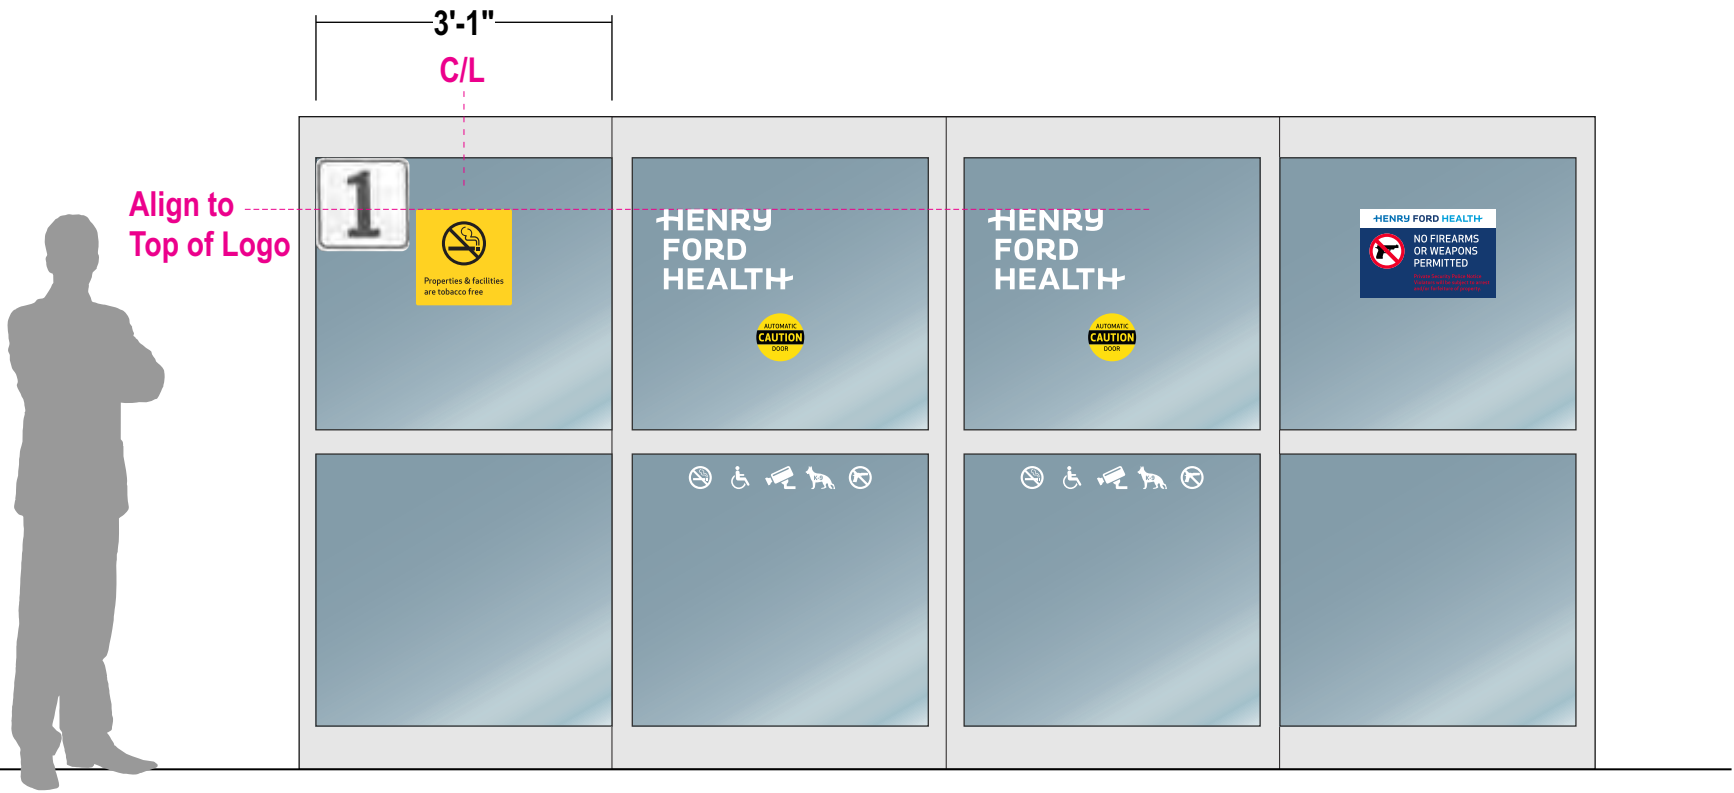 3'-1"
C/L
Align to
Top of Logo
1
Properties & facilities
are tobacco free
HENRY
FORD
HEALTH
AUTOMATIC
CAUTION
DOOR
HENRY
FORD
HEALTH
AUTOMATIC
CAUTION
DOOR
HENRY FORD HEALTH
NO FIREARMS
OR WEAPONS
PERMITTED